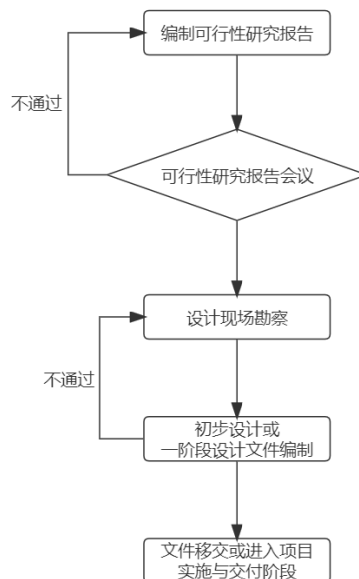 编制可行性研究报告
不通过
可行性研究报告会议
设计现场勘察
不通过
初步设计或
一阶段设计文件编制
文件移交或进入项目
实施与交付阶段